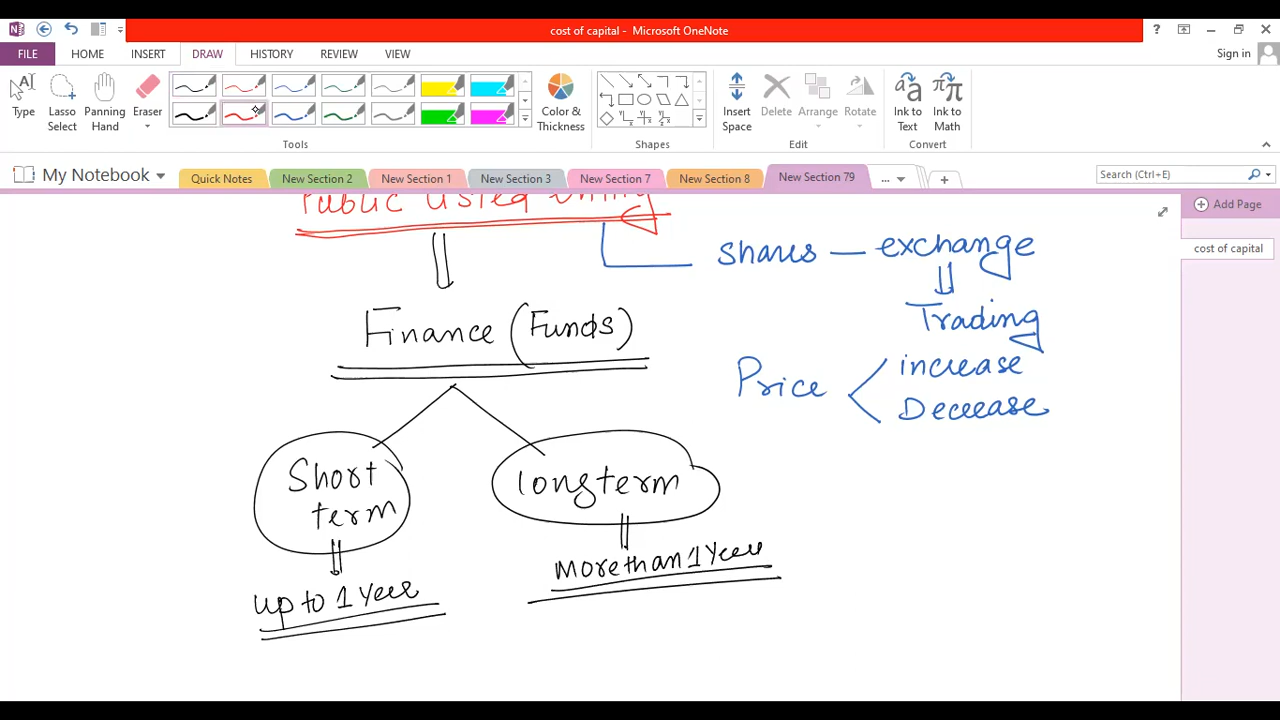 cost of capital - Microsoft OneNote
?
FILE HOME INSERT DRAW HISTORY REVIEW VIEW
Sign in
Type
Lasso Select
Panning Hand
Eraser
Color & Thickness
Insert Space
Delete
Arrange
Rotate
Ink to Text
Ink to Math
Tools
Shapes
Edit
Convert
My Notebook
Quick Notes New Section 2 New Section 1 New Section 3 New Section 7 New Section 8 New Section 79 ...
Search (Ctrl+E)
Add Page
cost of capital
Public listed
shares — exchange
Trading
Finance (Funds)
Price
increase
Decrease
Short term
longterm
up to 1 Year
more than 1 Year